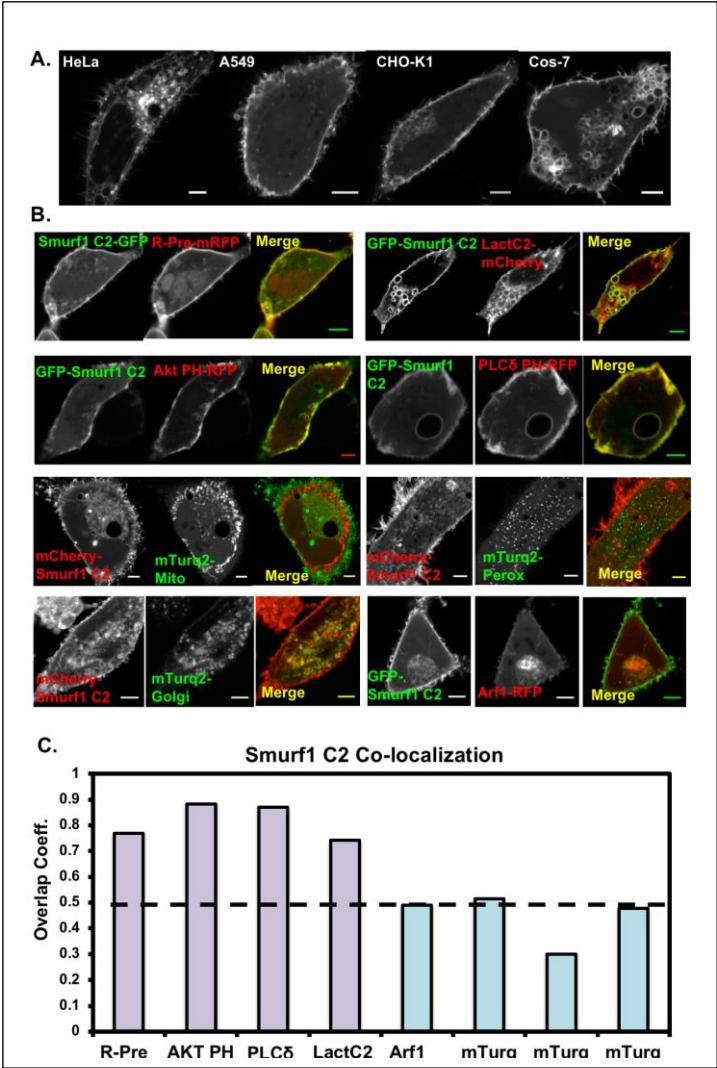 A.
HeLa A549 CHO-K1 Cos-7
B.
Smurf1 C2-GFP R-Pre-mRFP Merge GFP-Smurf1 C2 LactC2-mCherry Merge
GFP-Smurf1 C2 Akt PH-RFP Merge GFP-Smurf1 C2 PLCδ PH-RFP Merge
mCherry-Smurf1 C2 mTurq2-Mito Merge mCherry-Smurf1 C2 mTurq2-Perox Merge
mCherry-Smurf1 C2 mTurq2-Golgi Merge GFP-Smurf1 C2 Arf1-RFP Merge
C.
Smurf1 C2 Co-localization
1
0.9
0.8
0.7
0.6
0.5
0.4
0.3
0.2
0.1
0
Overlap Coeff.
R-Pre AKT PH PLCδ LactC2 Arf1 mTurq mTurq mTurq